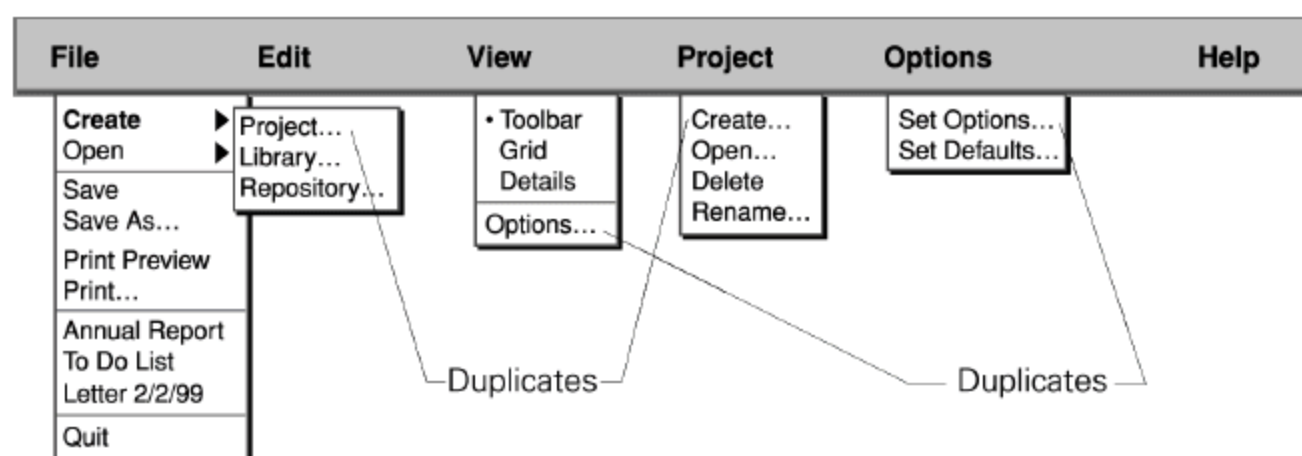 File Edit View Project Options Help
Create
Open
Save
Save As...
Print Preview
Print...
Annual Report
To Do List
Letter 2/2/99
Quit
Project...
Library...
Repository...
• Toolbar
Grid
Details
Options...
Create...
Open...
Delete
Rename...
Set Options...
Set Defaults...
Duplicates
Duplicates